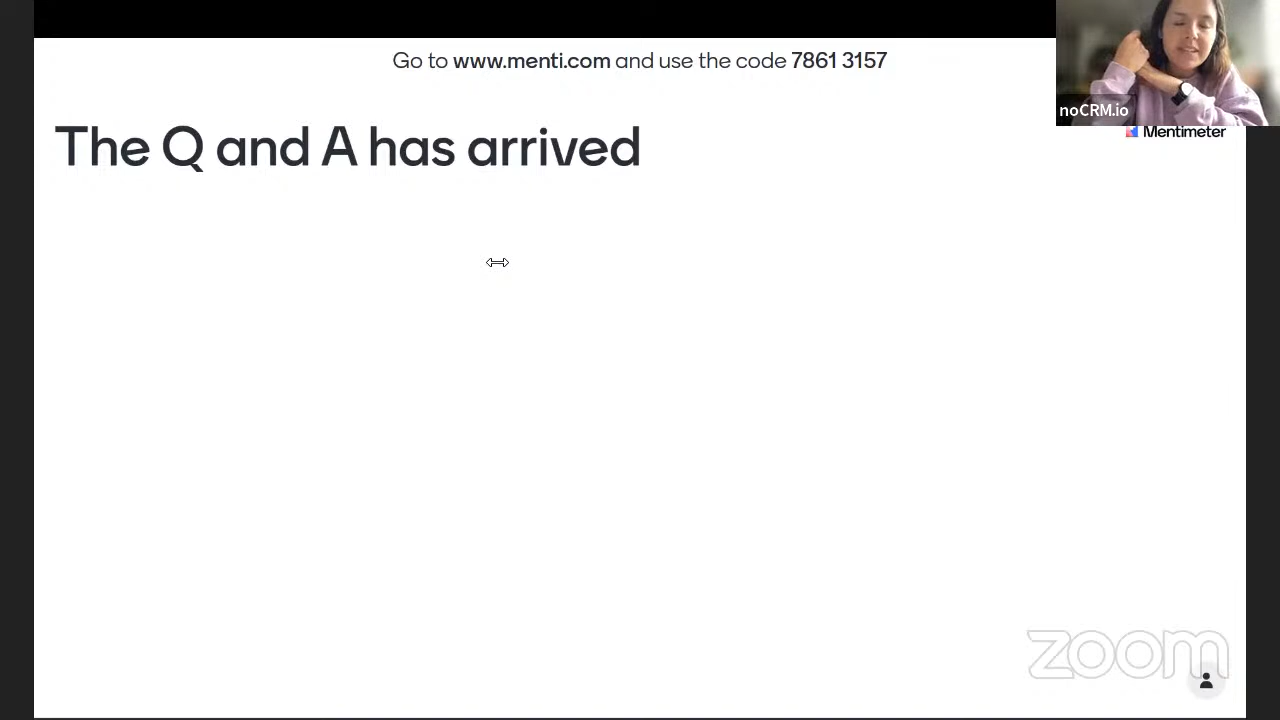 Go to www.menti.com and use the code 7861 3157
noCRM.io
Mentimeter
The Q and A has arrived
zoom